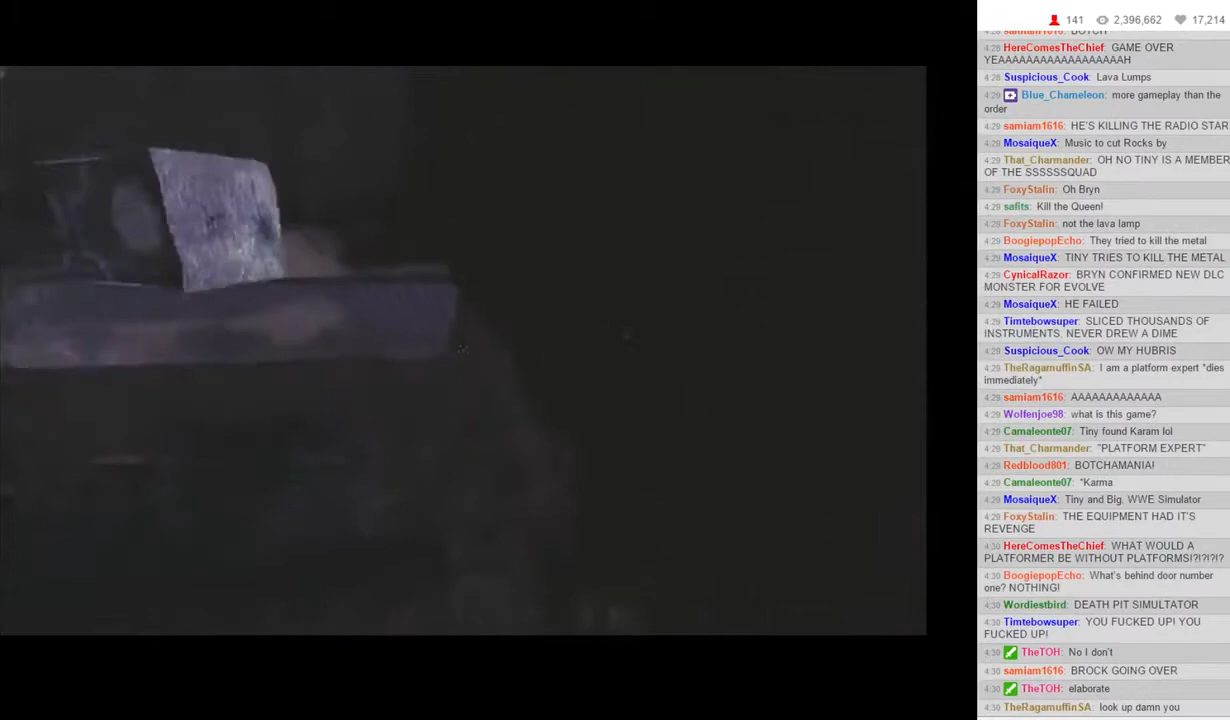 141 2,396,662 17,214
4:28 samiam1616: BOTCH
4:28 HereComesTheChief: GAME OVER
YEAAAAAAAAAAAAAAAAAH
4:28 Suspicious_Cook: Lava Lumps
4:29 Blue_Chameleon: more gameplay than the
order
4:29 samiam1616: HE'S KILLING THE RADIO STAR
4:29 MosaiqueX: Music to cut Rocks by
4:29 That_Charmander: OH NO TINY IS A MEMBER
OF THE SSSSSSQUAD
4:29 FoxyStalin: Oh Bryn
4:29 safits: Kill the Queen!
4:29 FoxyStalin: not the lava lamp
4:29 BoogiepopEcho: They tried to kill the metal
4:29 MosaiqueX: TINY TRIES TO KILL THE METAL
4:29 CynicalRazor: BRYN CONFIRMED NEW DLC
MONSTER FOR EVOLVE
4:29 MosaiqueX: HE FAILED
4:29 Timtebowsuper: SLICED THOUSANDS OF
INSTRUMENTS. NEVER DREW A DIME
4:29 Suspicious_Cook: OW MY HUBRIS
4:29 TheRagamuffinSA: I am a platform expert *dies
immediately*
4:29 samiam1616: AAAAAAAAAAAAA
4:29 Wolfenjoe98: what is this game?
4:29 Camaleonte07: Tiny found Karam lol
4:29 That_Charmander: "PLATFORM EXPERT"
4:29 Redblood801: BOTCHAMANIA!
4:29 Camaleonte07: *Karma
4:29 MosaiqueX: Tiny and Big, WWE Simulator
4:29 FoxyStalin: THE EQUIPMENT HAD IT'S
REVENGE
4:30 HereComesTheChief: WHAT WOULD A
PLATFORMER BE WITHOUT PLATFORMS!?!?!?!?
4:30 BoogiepopEcho: What's behind door number
one? NOTHING!
4:30 Wordiestbird: DEATH PIT SIMULTATOR
4:30 Timtebowsuper: YOU FUCKED UP! YOU
FUCKED UP!
4:30 TheTOH: No I don't
4:30 samiam1616: BROCK GOING OVER
4:30 TheTOH: elaborate
4:30 TheRagamuffinSA: look up damn you